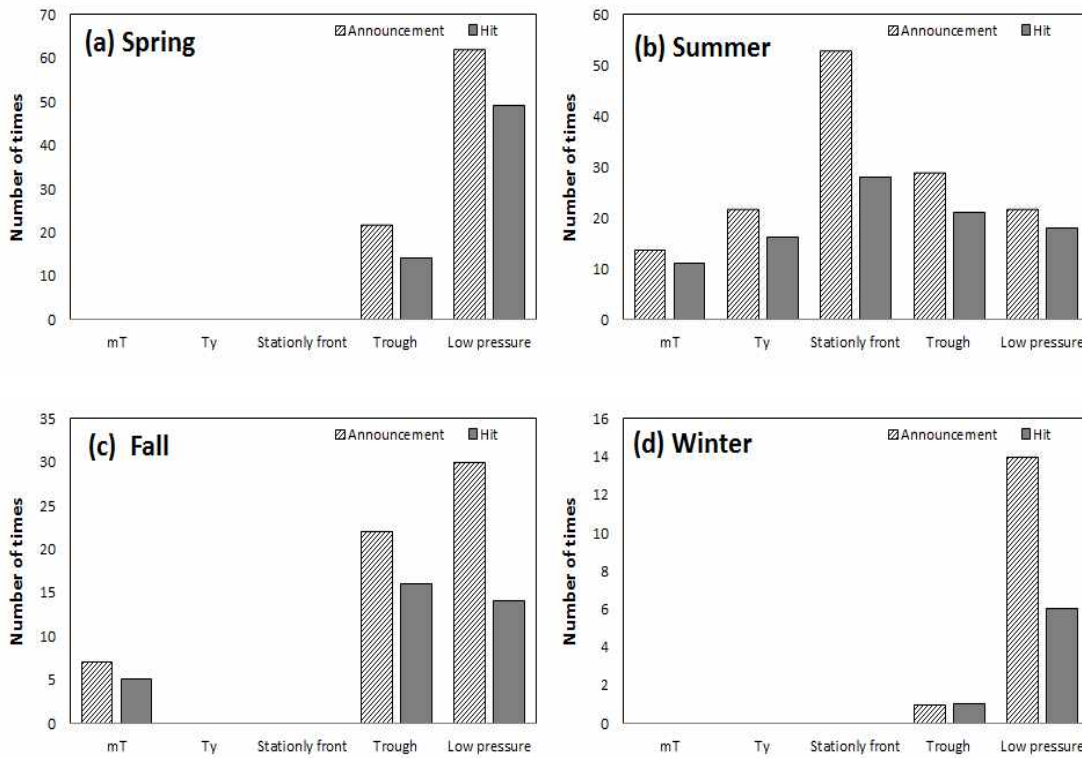 (a) Spring
Announcement Hit
Number of times
70
60
50
40
30
20
10
0
mT Ty Stationly front Trough Low pressure
(b) Summer
Announcement Hit
Number of times
60
50
40
30
20
10
0
mT Ty Stationly front Trough Low pressure
(c) Fall
Announcement Hit
Number of times
35
30
25
20
15
10
5
0
mT Ty Stationly front Trough Low pressure
(d) Winter
Announcement Hit
Number of times
16
14
12
10
8
6
4
2
0
mT Ty Stationly front Trough Low pressure